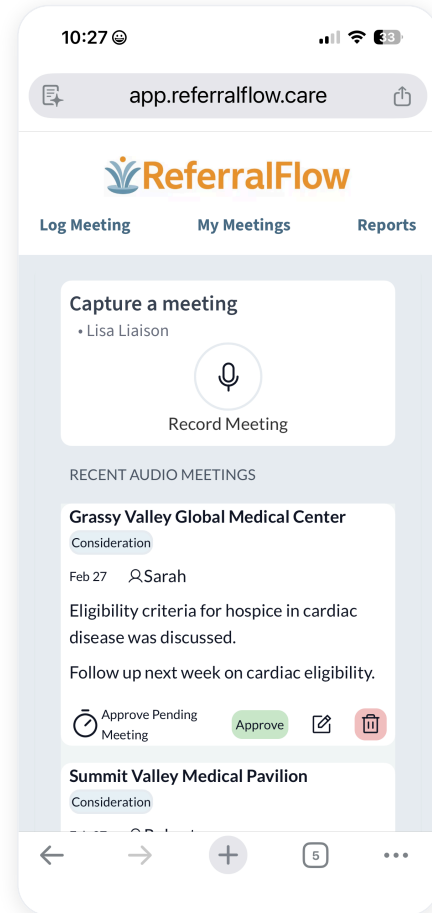 10:27
33
app.referralflow.care
ReferralFlow
Log Meeting My Meetings Reports
Capture a meeting
• Lisa Liaison
Record Meeting
RECENT AUDIO MEETINGS
Grassy Valley Global Medical Center
Consideration
Feb 27 Sarah
Eligibility criteria for hospice in cardiac
disease was discussed.
Follow up next week on cardiac eligibility.
Approve Pending
Meeting
Approve
Summit Valley Medical Pavilion
Consideration
5